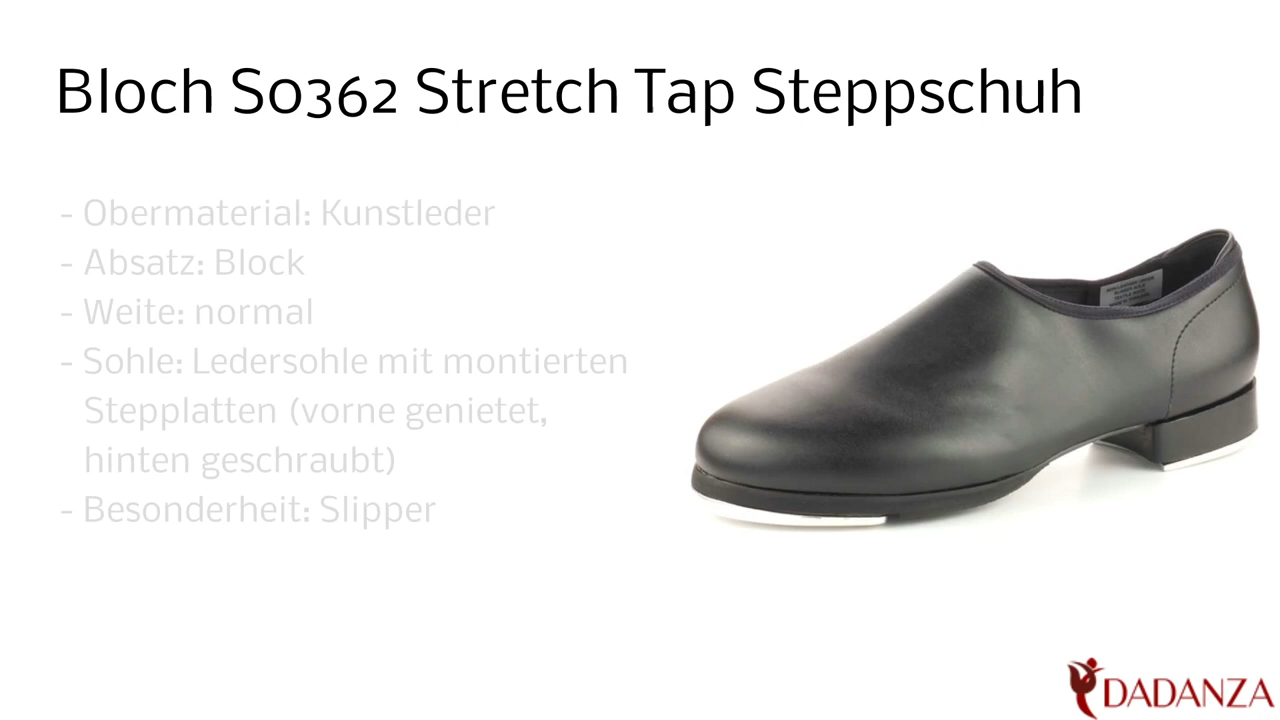 Bloch S0362 Stretch Tap Steppschuh
- Obermaterial: Kunstleder
- Absatz: Block
- Weite: normal
- Sohle: Ledersohle mit montierten
Stepplatten (vorne genietet,
hinten geschraubt)
- Besonderheit: Slipper
DADANZA